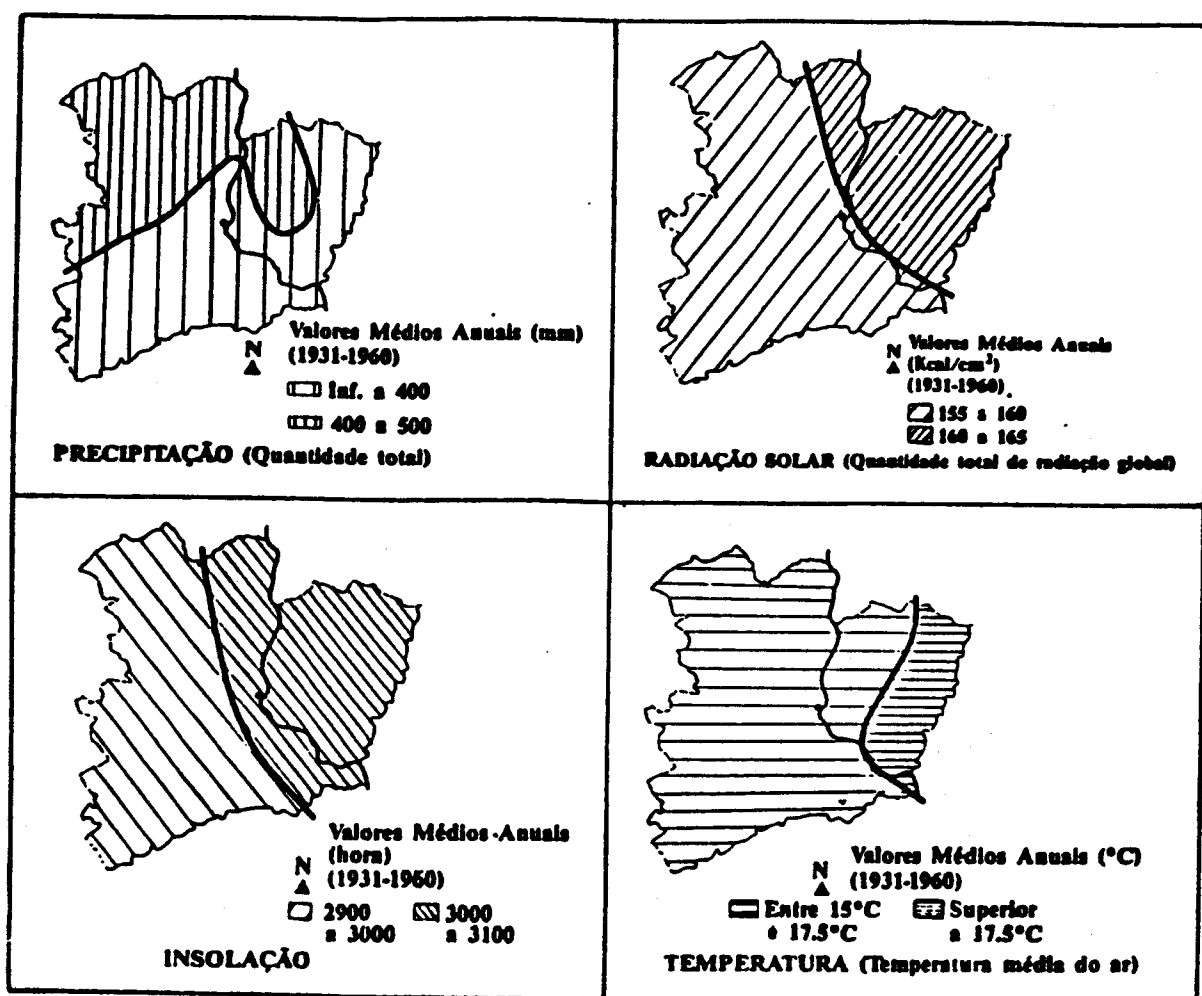 Valores Médios Anuais (mm)
N
(1931-1960)
Inf. a 400
400 a 500
PRECIPITAÇÃO (Quantidade total)
N
Valores Médios Anuais
(Kcal/cm²)
(1931-1960)
155 a 160
160 a 165
RADIAÇÃO SOLAR (Quantidade total de radiação global)
Valores Médios Anuais
(hora)
N
(1931-1960)
2900 a 3000
3000 a 3100
INSOLAÇÃO
N
Valores Médios Anuais (°C)
(1931-1960)
Entre 15°C e 17.5°C
Superior a 17.5°C
TEMPERATURA (Temperatura média do ar)